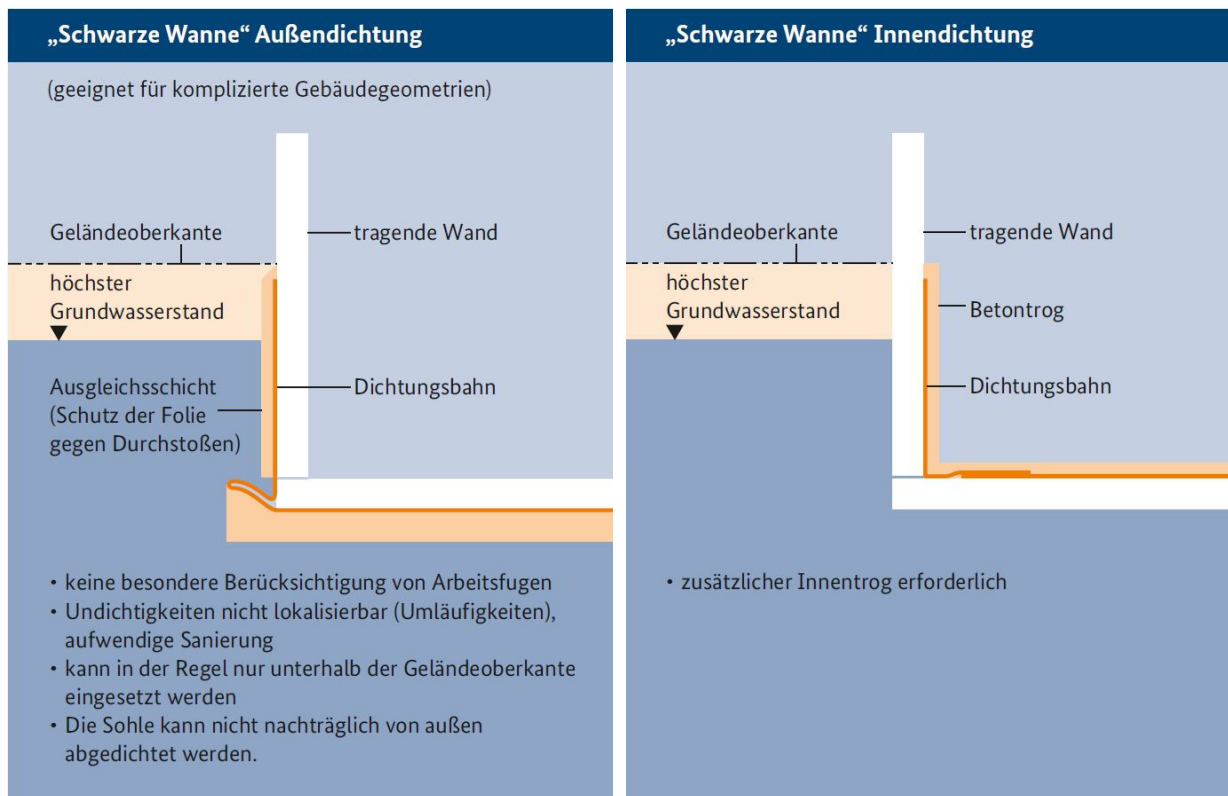 „Schwarze Wanne“ Außendichtung
(geeignet für komplizierte Gebäudegeometrien)
Geländeoberkante
tragende Wand
höchster
Grundwasserstand
Ausgleichsschicht
(Schutz der Folie
gegen Durchstoßen)
Dichtungsbahn
• keine besondere Berücksichtigung von Arbeitsfugen
• Undichtigkeiten nicht lokalisierbar (Umläufigkeiten),
aufwendige Sanierung
• kann in der Regel nur unterhalb der Geländeoberkante
eingesetzt werden
• Die Sohle kann nicht nachträglich von außen
abgedichtet werden.
„Schwarze Wanne“ Innendichtung
Geländeoberkante
tragende Wand
höchster
Grundwasserstand
Betontrog
Dichtungsbahn
• zusätzlicher Innentrog erforderlich